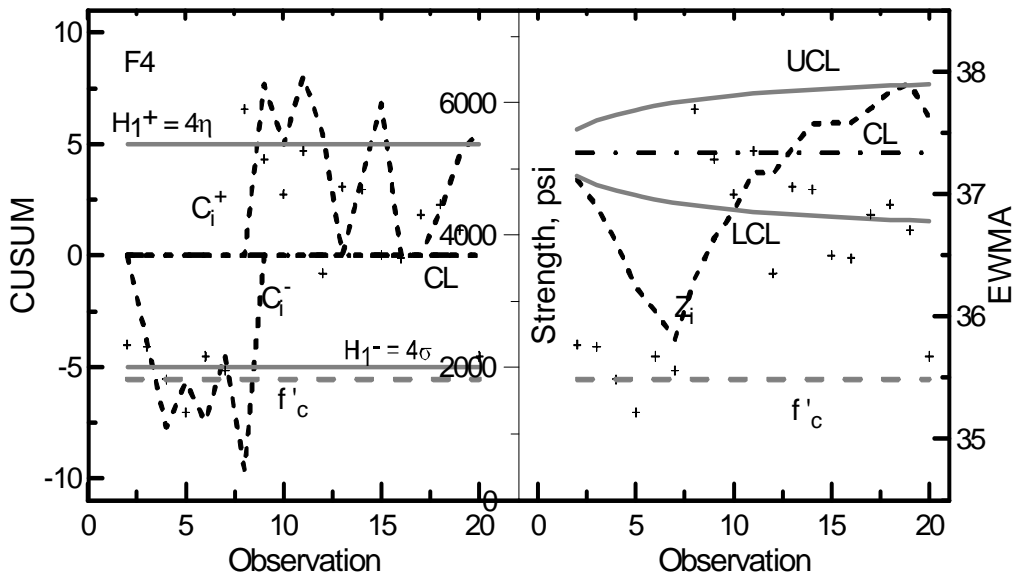 10
5
0
-5
-10
CUSUM
F4
H₁⁺ = 4η
Cᵢ⁺
Cᵢ⁻
CL
H₁⁻ = 4σ
f'c
0
5
10
15
20
Observation
6000
4000
2000
0
Strength, psi
UCL
CL
LCL
Zᵢ
f'c
0
5
10
15
20
Observation
38
37
36
35
EWMA